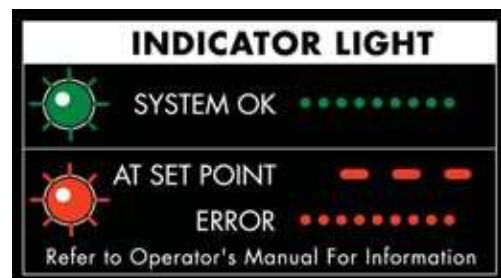 INDICATOR LIGHT
SYSTEM OK
AT SET POINT
ERROR
Refer to Operator's Manual For Information